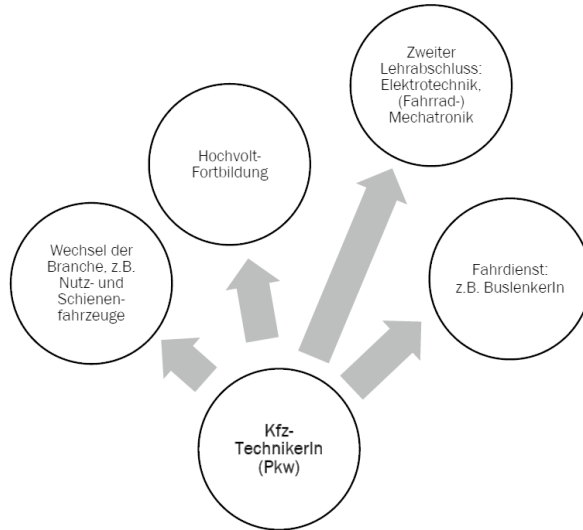 Zweiter
Lehrabschluss:
Elektrotechnik,
(Fahrrad-)
Mechatronik
Hochvolt-
Fortbildung
Wechsel der
Branche, z.B.
Nutz- und
Schienen-
fahrzeuge
Fahrdienst:
z.B. BuslenkerIn
Kfz-
TechnikerIn
(Pkw)